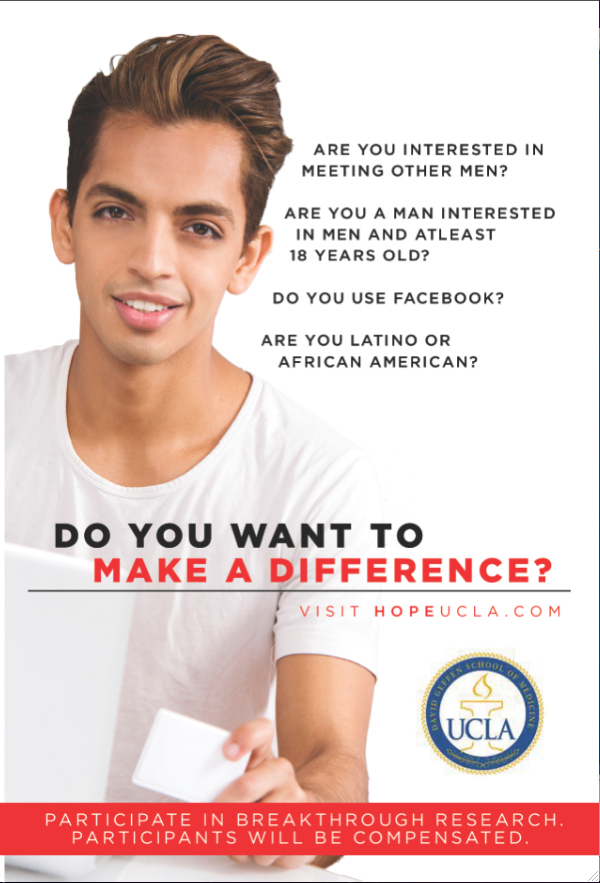 ARE YOU INTERESTED IN
MEETING OTHER MEN?
ARE YOU A MAN INTERESTED
IN MEN AND ATLEAST
18 YEARS OLD?
DO YOU USE FACEBOOK?
ARE YOU LATINO OR
AFRICAN AMERICAN?
DO YOU WANT TO
MAKE A DIFFERENCE?
VISIT HOPEUCLA.COM
DAVID GEFFEN SCHOOL OF MEDICINE
UCLA
PARTICIPATE IN BREAKTHROUGH RESEARCH.
PARTICIPANTS WILL BE COMPENSATED.